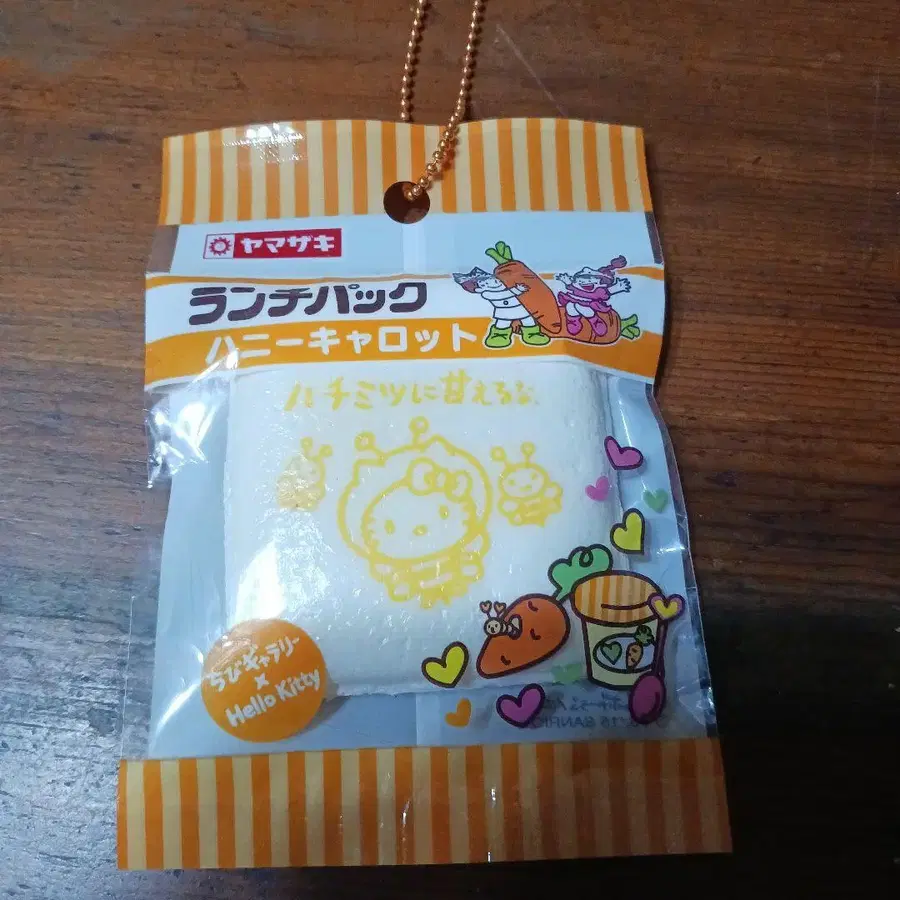 ヤマザキ
ランチパック
ハニーキャロット
ハチミツに甘えるな。
ちびギャラリー
×
Hello Kitty